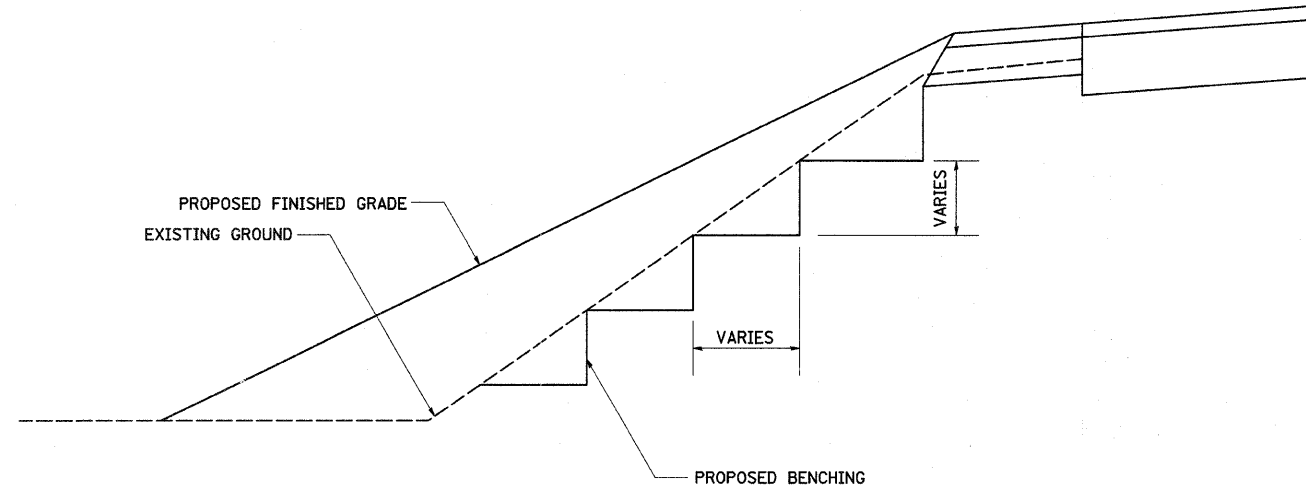 VARIES
PROPOSED FINISHED GRADE
EXISTING GROUND
VARIES
PROPOSED BENCHING